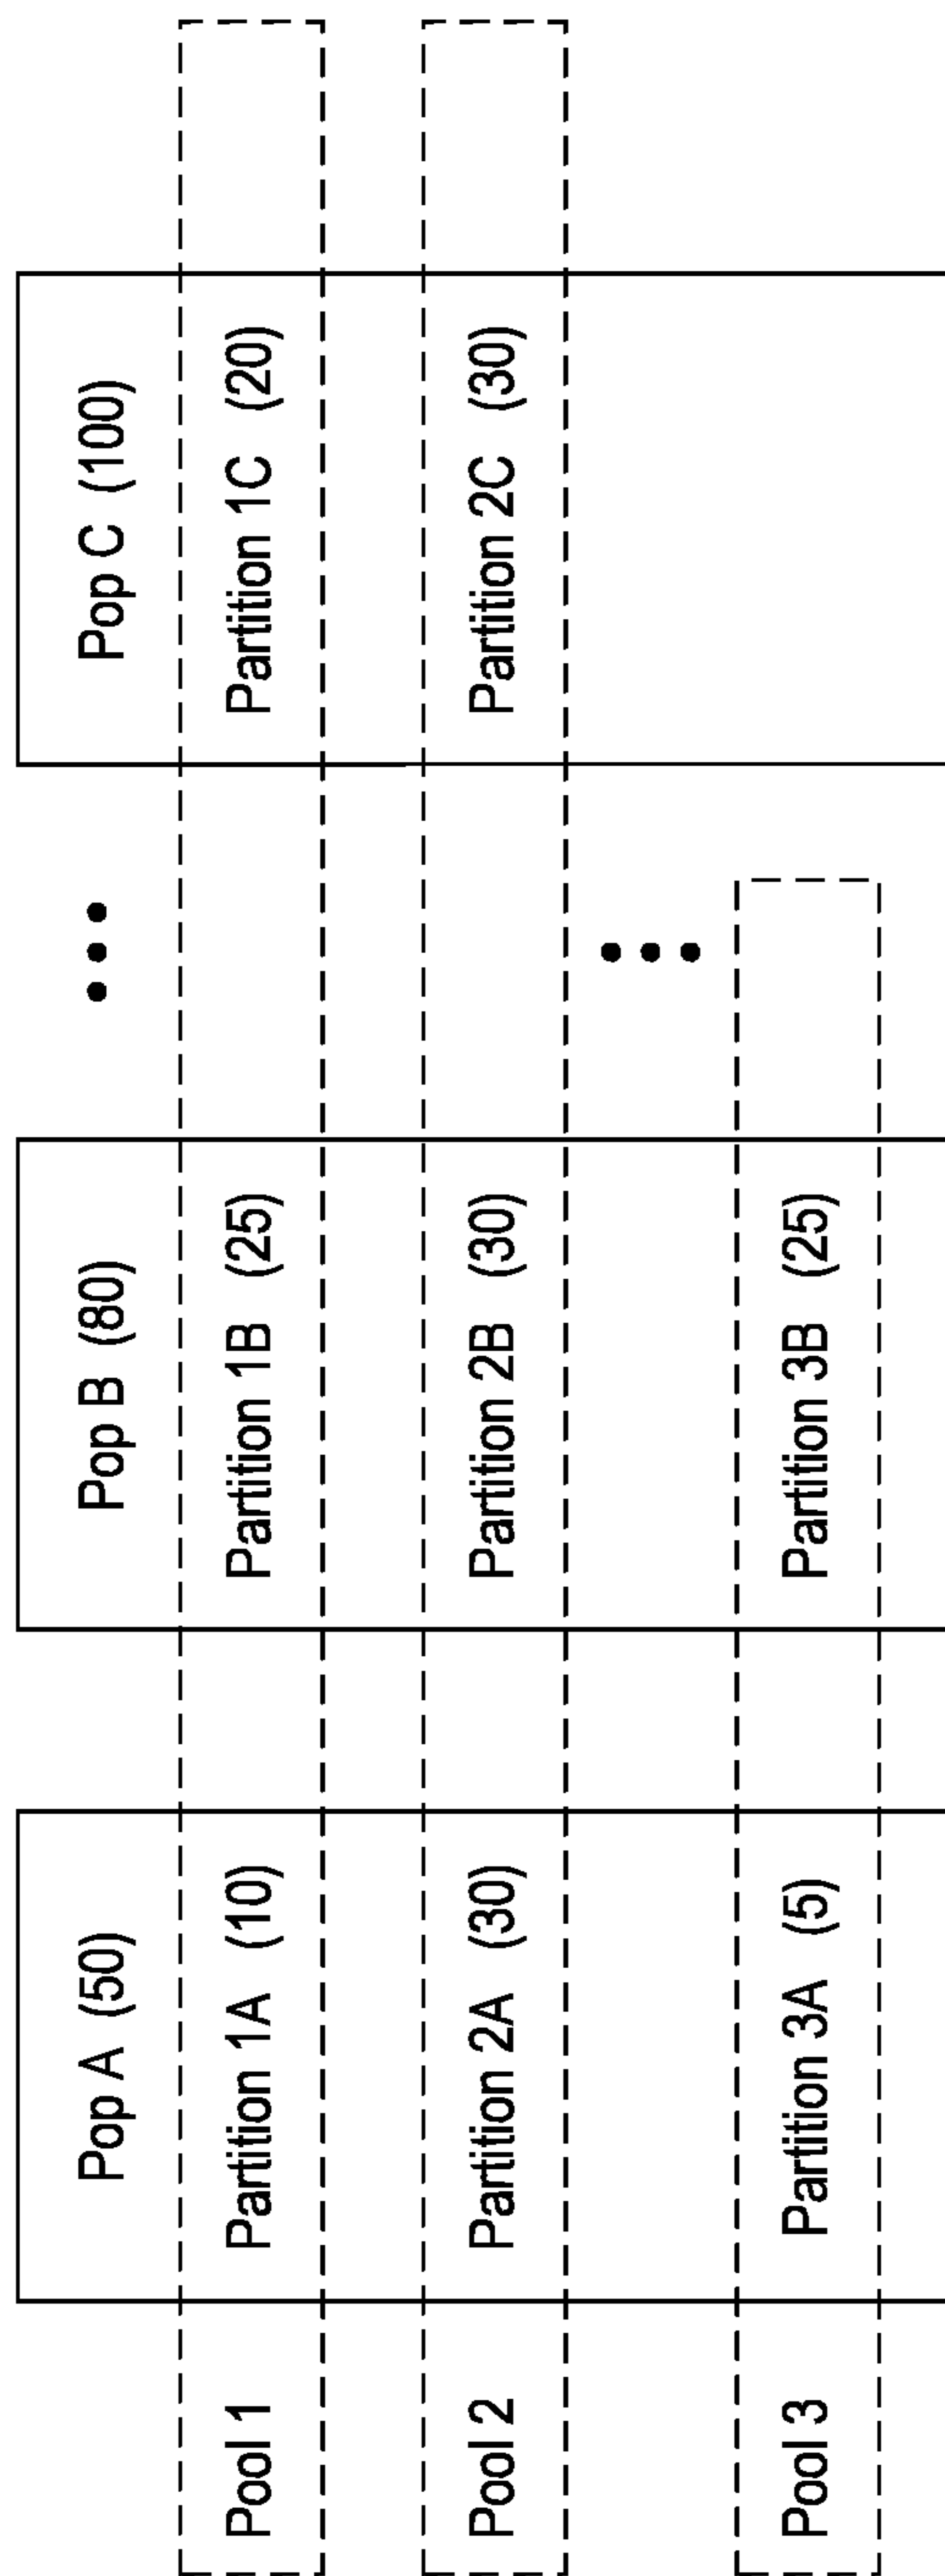 Pop A (50)
Pop B (80)
Pop C (100)
Pool 1
Partition 1A (10)
Partition 1B (25)
Partition 1C (20)
Pool 2
Partition 2A (30)
Partition 2B (30)
Partition 2C (30)
Pool 3
Partition 3A (5)
Partition 3B (25)